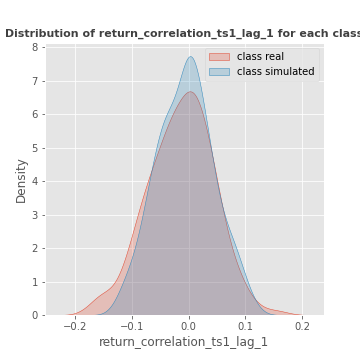 Distribution of return_correlation_ts1_lag_1 for each class
class real
class simulated
Density
8
7
6
5
4
3
2
1
0
−0.2 −0.1 0.0 0.1 0.2
return_correlation_ts1_lag_1